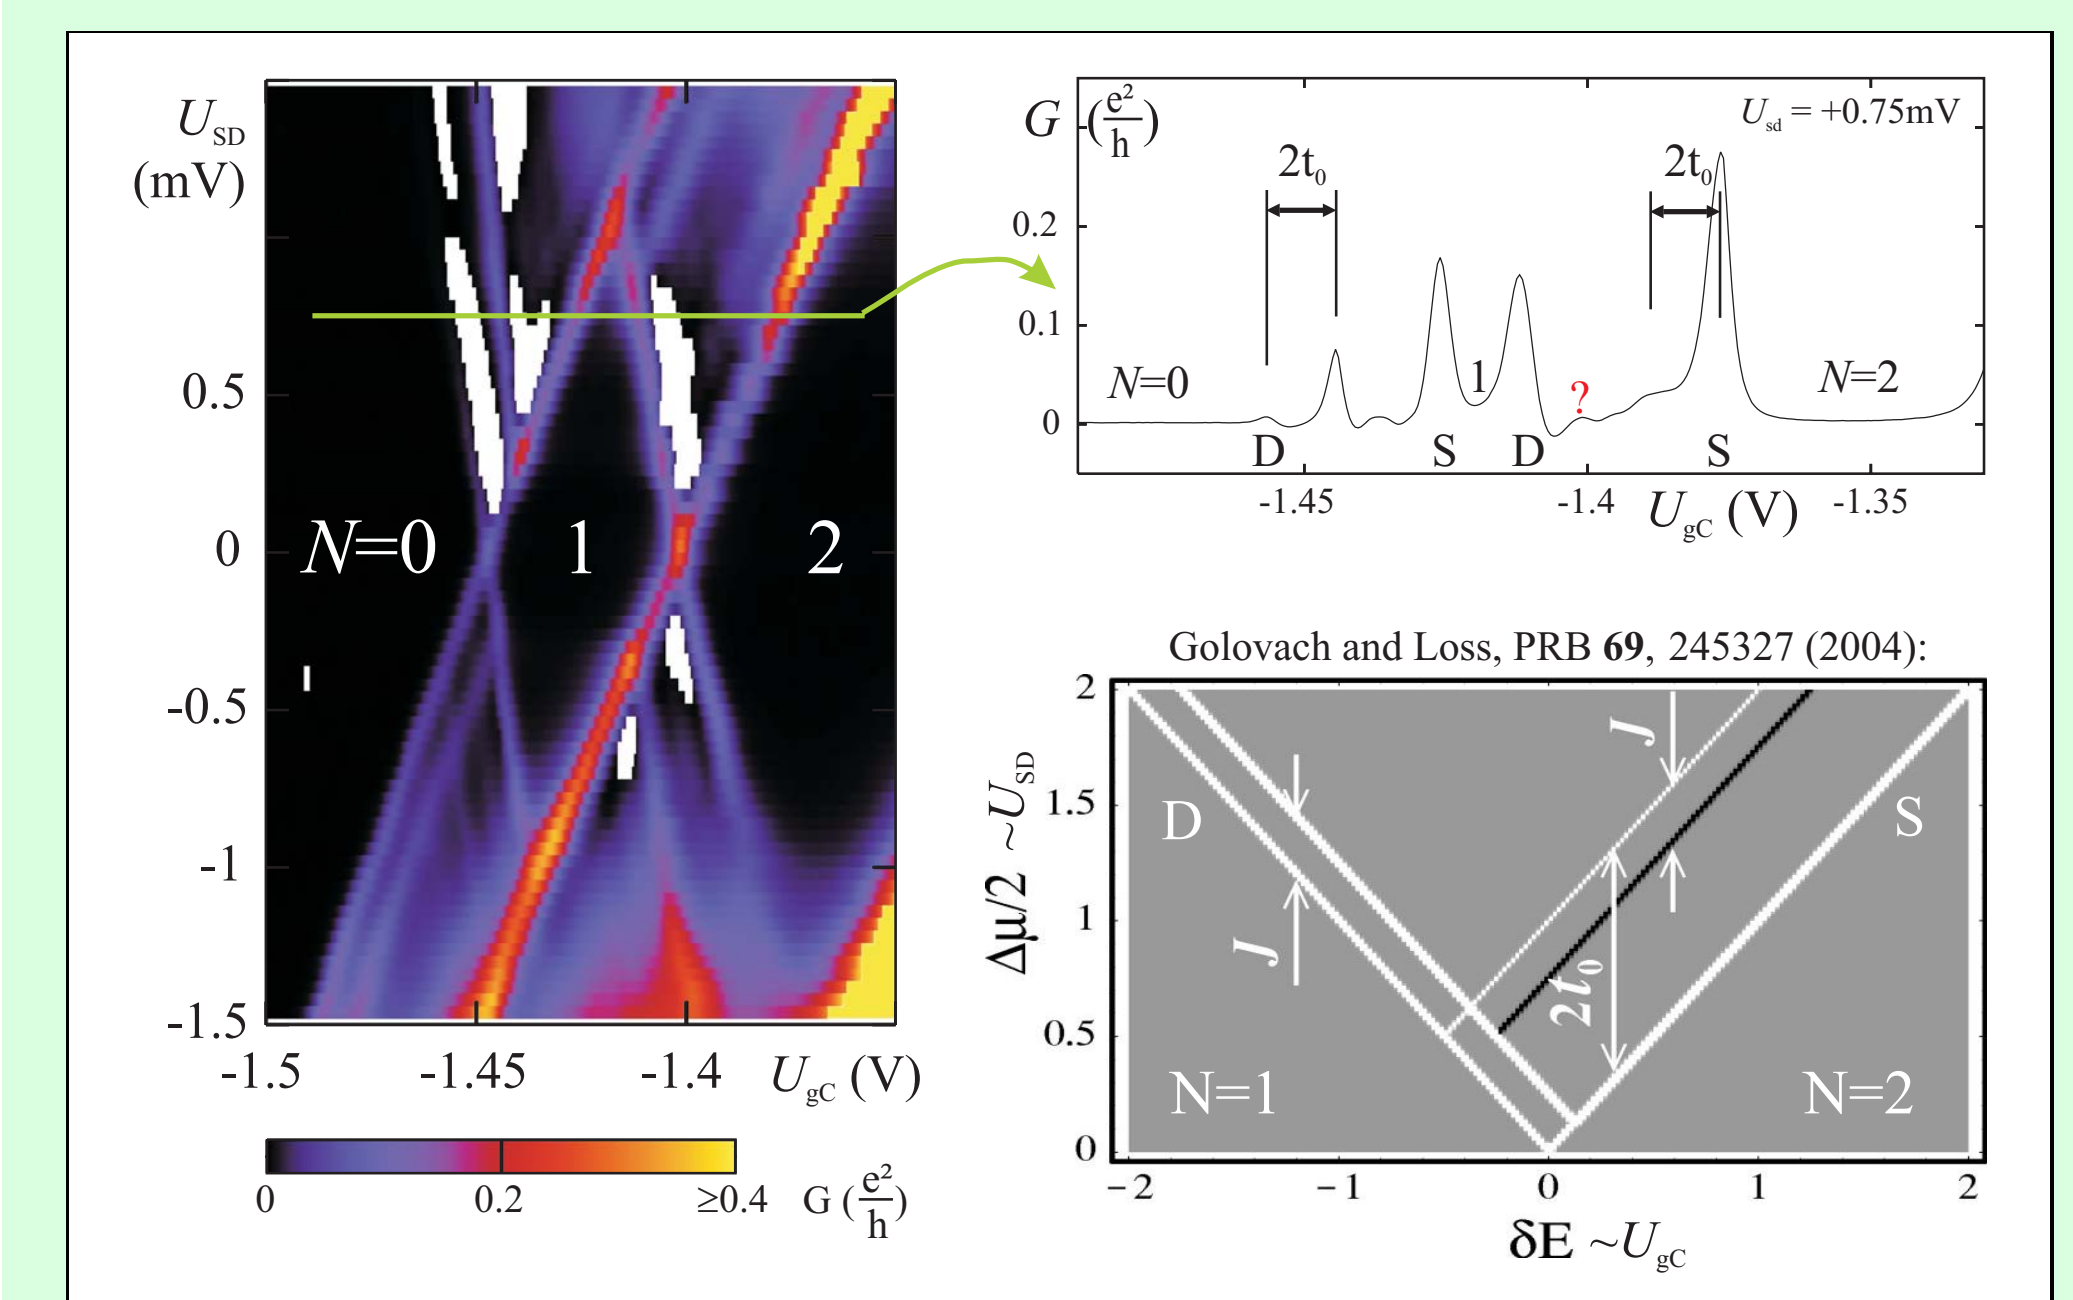 U_SD
(mV)
0.5
0
-0.5
-1
-1.5
N=0
1
2
-1.5
-1.45
-1.4
U_gC (V)
0
0.2
≥0.4
G (e²/h)
G (e²/h)
U_sd = +0.75mV
2t₀
2t₀
0.2
0.1
0
N=0
1
?
N=2
D
S
D
S
-1.45
-1.4
U_gC (V)
-1.35
Golovach and Loss, PRB 69, 245327 (2004):
Δμ/2 ~U_SD
2
1.5
1
0.5
0
D
J
J
2t₀
S
N=1
N=2
-2
-1
0
1
2
δE ~U_gC